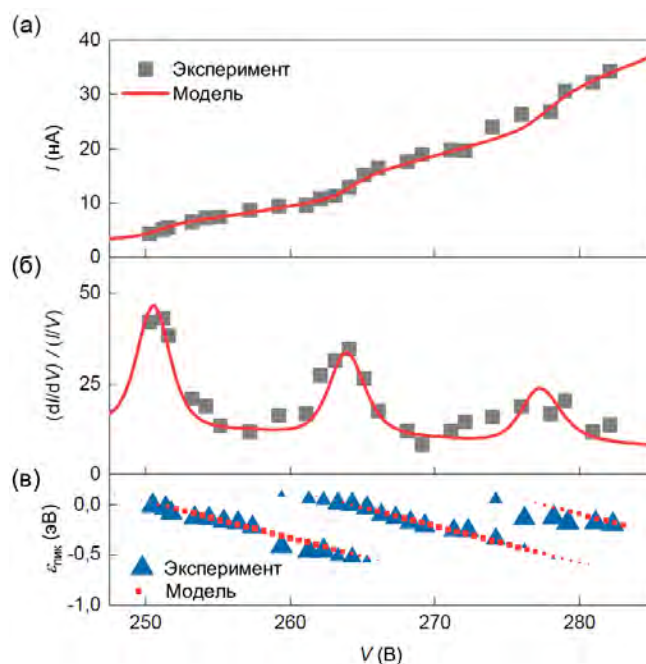 (а)
40
30
20
10
0
I (нА)
Эксперимент
Модель
(б)
50
25
0
(dI/dV) / (I/V)
(в)
0,0
-0,5
-1,0
εпик (эВ)
Эксперимент
Модель
250 260 270 280
V (В)